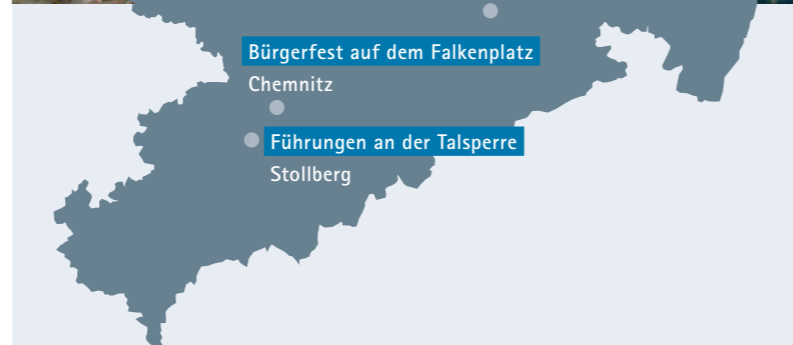 Bürgerfest auf dem Falkenplatz
Chemnitz
Führungen an der Talsperre
Stollberg